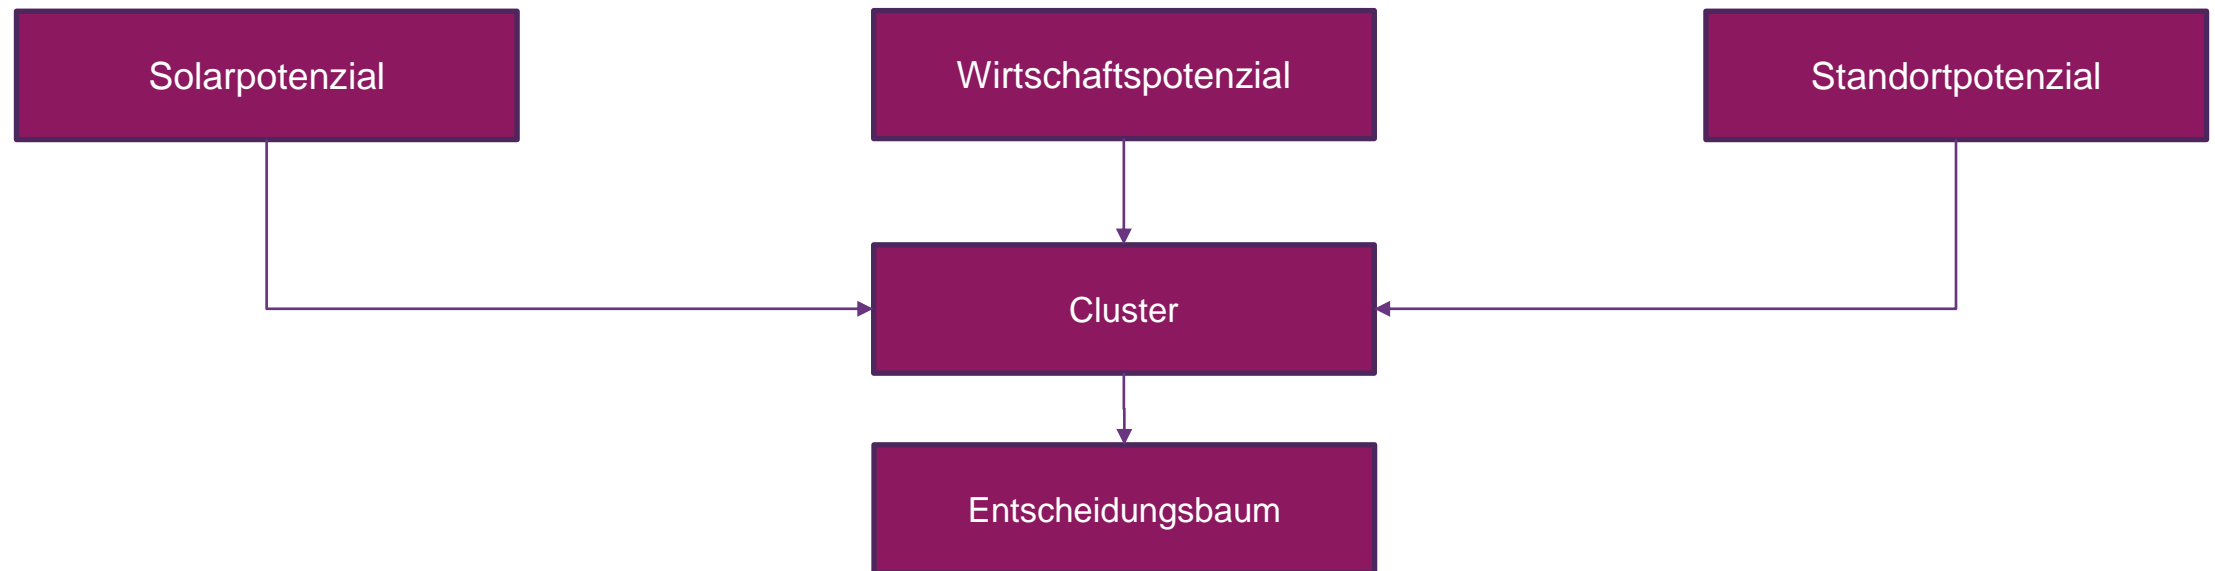 Solarpotenzial
Wirtschaftspotenzial
Standortpotenzial
Cluster
Entscheidungsbaum